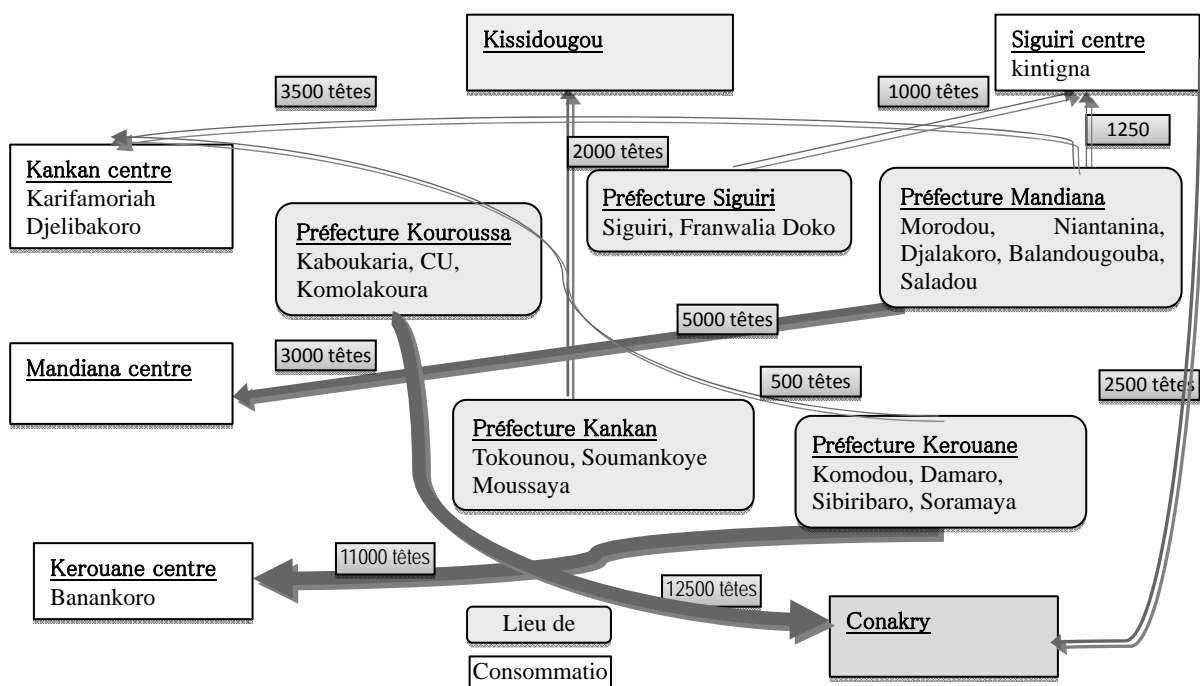 Kissidougou
Siguiri centre
kintigna
3500 têtes
1000 têtes
1250
2000 têtes
Kankan centre
Karifamoriah
Djelibakoro
Préfecture Siguiri
Siguiri, Franwalia Doko
Préfecture Mandiana
Morodou, Niantanina,
Djalakoro, Balandougouba,
Saladou
Préfecture Kouroussa
Kaboukaria, CU,
Komolakoura
5000 têtes
3000 têtes
Mandiana centre
500 têtes
2500 têtes
Préfecture Kankan
Tokounou, Soumankoye
Moussaya
Préfecture Kerouane
Komodou, Damaro,
Sibiribaro, Soramaya
Kerouane centre
Banankoro
11000 têtes
12500 têtes
Lieu de
Consommatio
Conakry